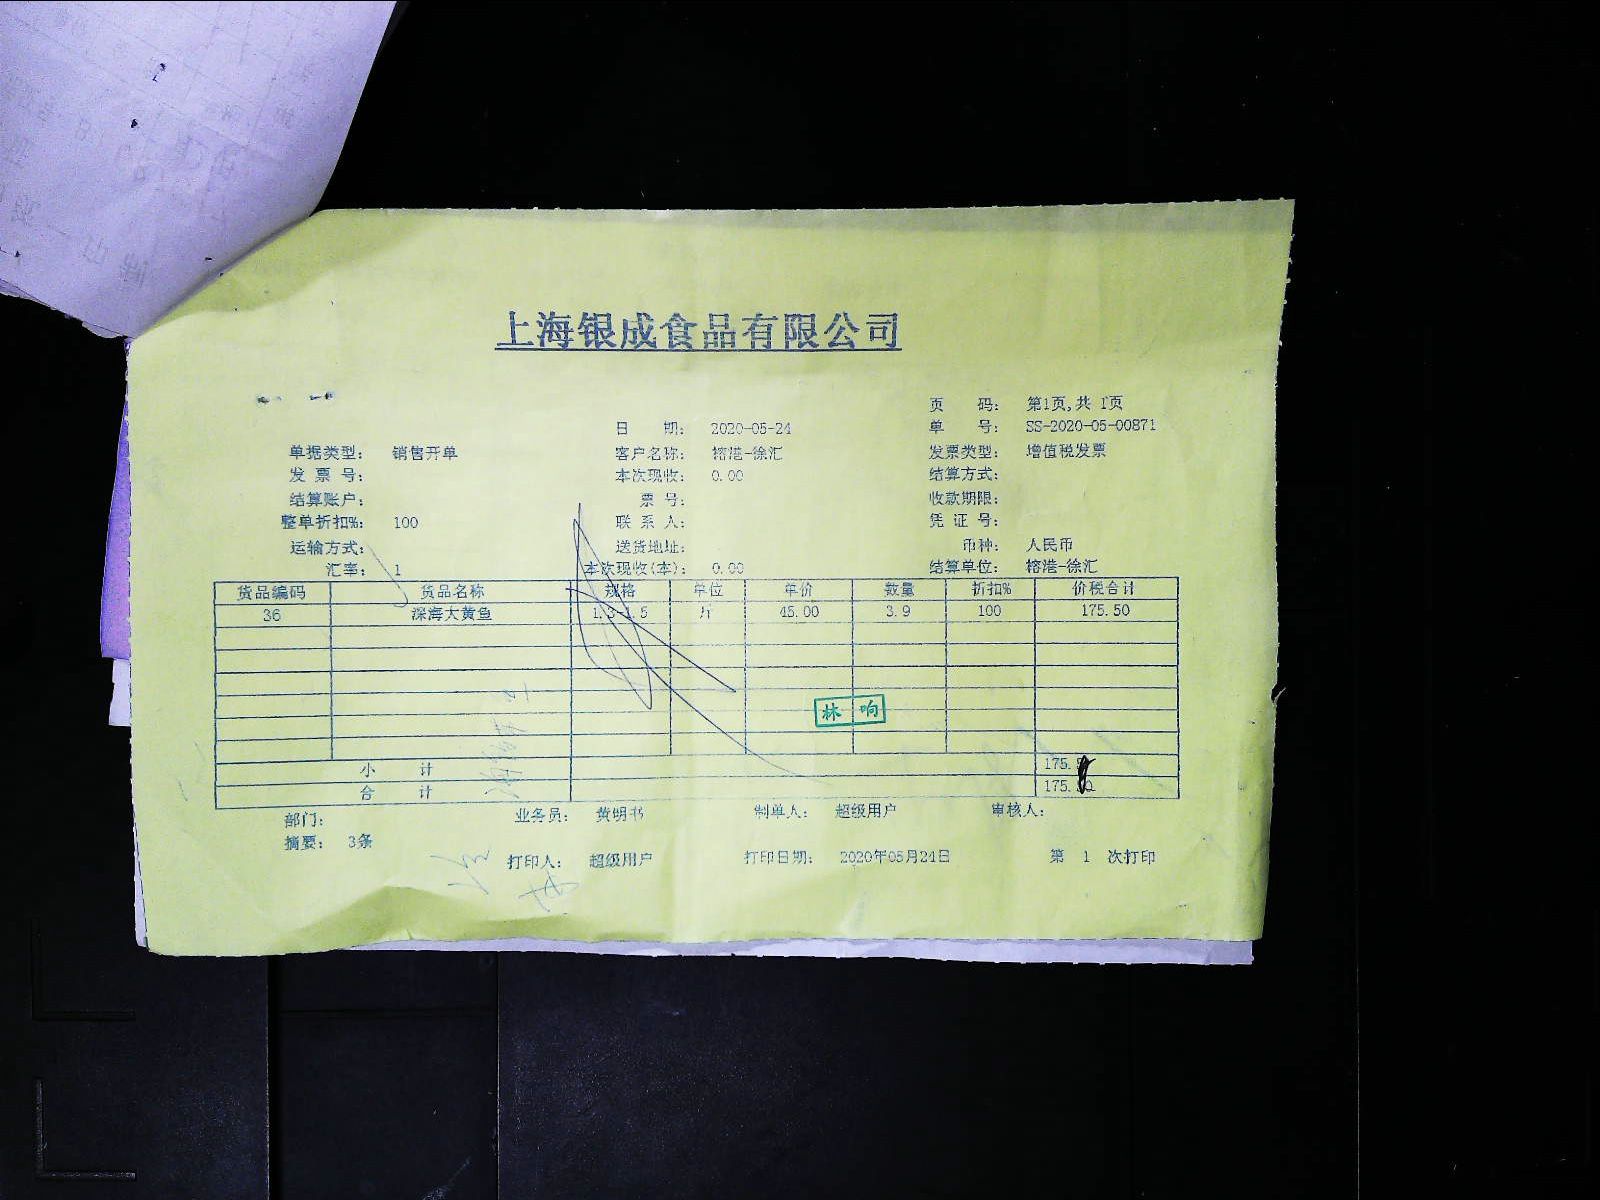 上海银成食品有限公司
页 码: 第1页,共 1页
日 期: 2020-05-24 单 号: SS-2020-05-00871
单据类型: 销售开单 客户名称: 榕港-徐汇 发票类型: 增值税发票
发 票 号: 本次现收: 0.00 结算方式:
结算账户: 票 号: 收款期限:
整单折扣%: 100 联 系 人: 凭 证 号:
运输方式: 送货地址: 币种: 人民币
汇率: 1 本次现收(本): 0.00 结算单位: 榕港-徐汇
货品编码 货品名称 规格 单位 单价 数量 折扣% 价税合计
36 深海大黄鱼 1.3-1.5 斤 45.00 3.9 100 175.50
林响
小 计 175.
合 计 175.
部门: 业务员: 黄明书 制单人: 超级用户 审核人:
摘要: 3条
打印人: 超级用户 打印日期: 2020年05月24日 第 1 次打印